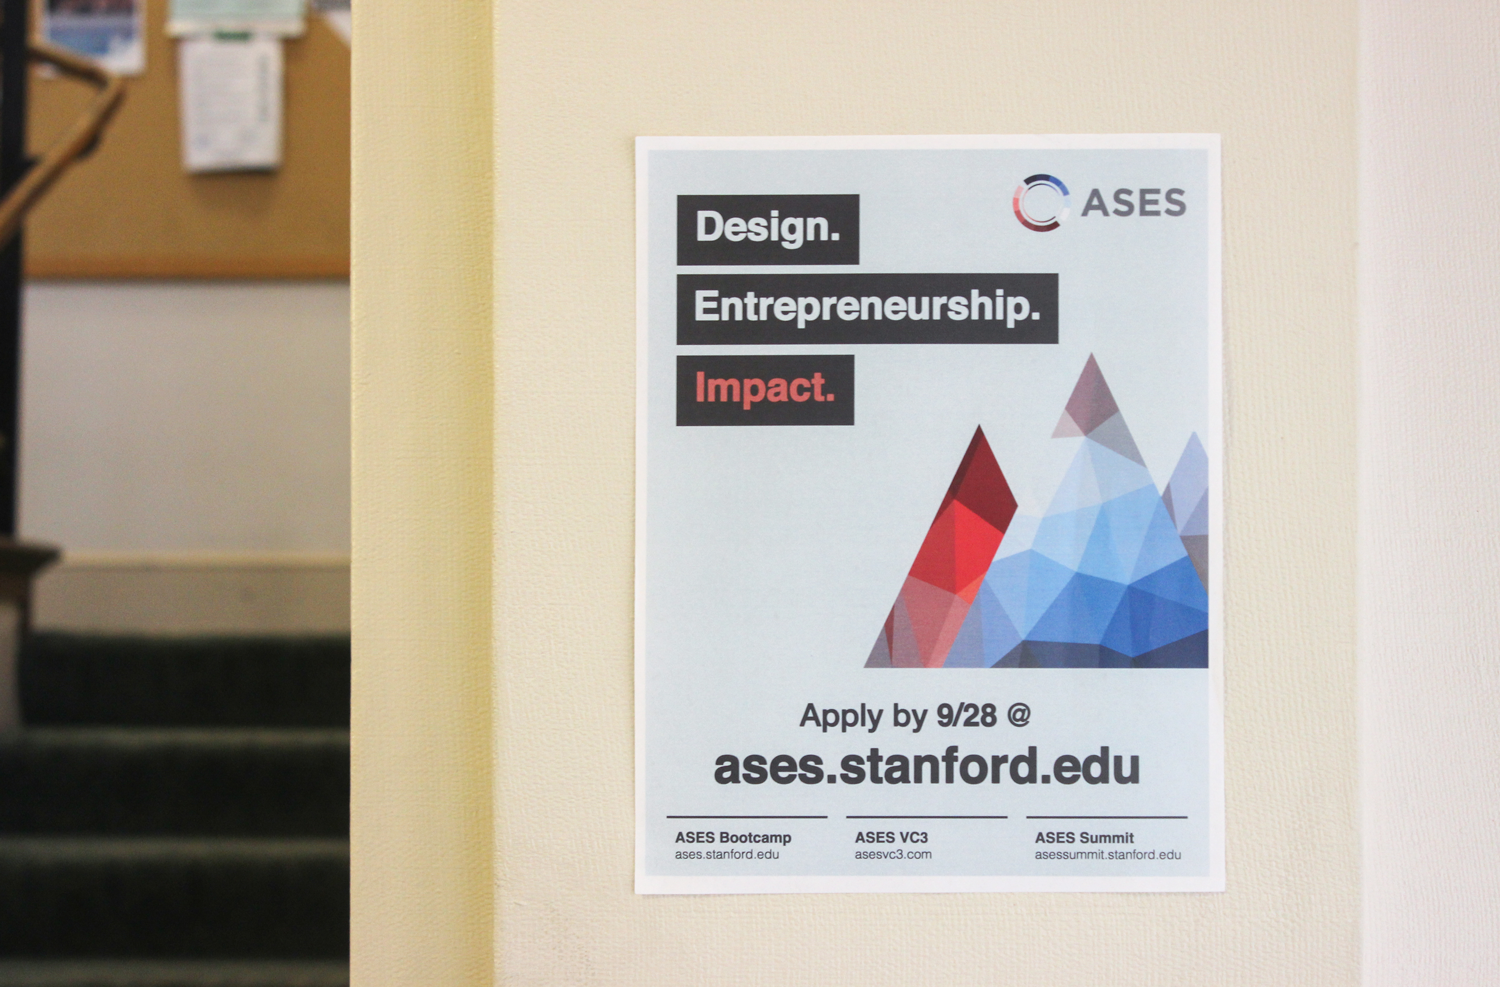 ASES
Design.
Entrepreneurship.
Impact.
Apply by 9/28 @
ases.stanford.edu
ASES Bootcamp
ases.stanford.edu
ASES VC3
asesvc3.com
ASES Summit
asessummit.stanford.edu